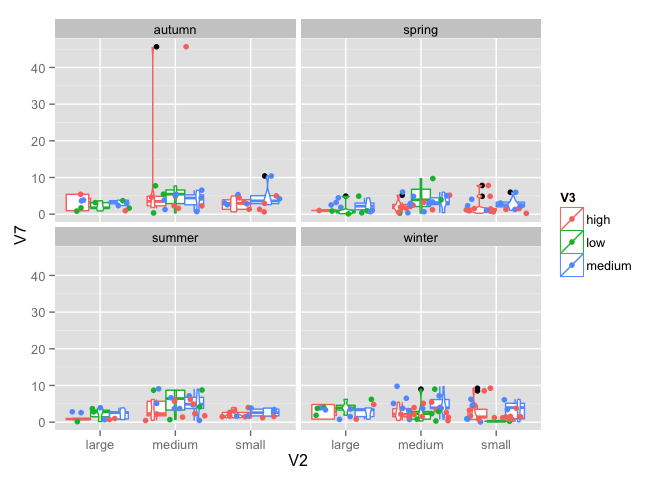 autumn spring
40
30
20
10
0
V7
V3
high
low
medium
summer winter
40
30
20
10
0
large medium small large medium small
V2